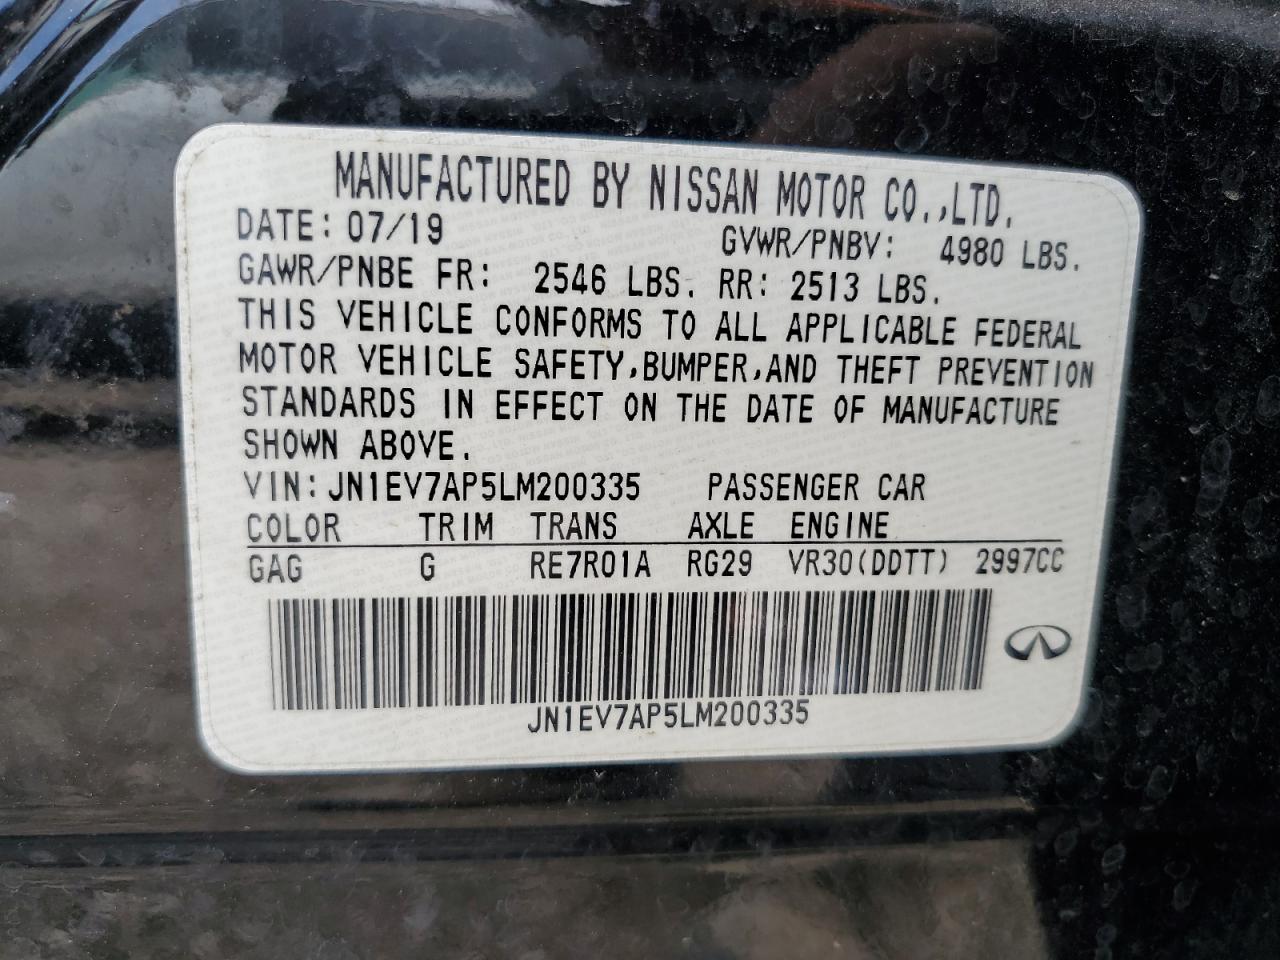 MANUFACTURED BY NISSAN MOTOR CO.,LTD.
DATE: 07/19 GVWR/PNBV: 4980 LBS.
GAWR/PNBE FR: 2546 LBS. RR: 2513 LBS.
THIS VEHICLE CONFORMS TO ALL APPLICABLE FEDERAL
MOTOR VEHICLE SAFETY,BUMPER,AND THEFT PREVENTION
STANDARDS IN EFFECT ON THE DATE OF MANUFACTURE
SHOWN ABOVE.
VIN: JN1EV7AP5LM200335 PASSENGER CAR
COLOR TRIM TRANS AXLE ENGINE
GAG G RE7R01A RG29 VR30(DDTT) 2997CC
JN1EV7AP5LM200335